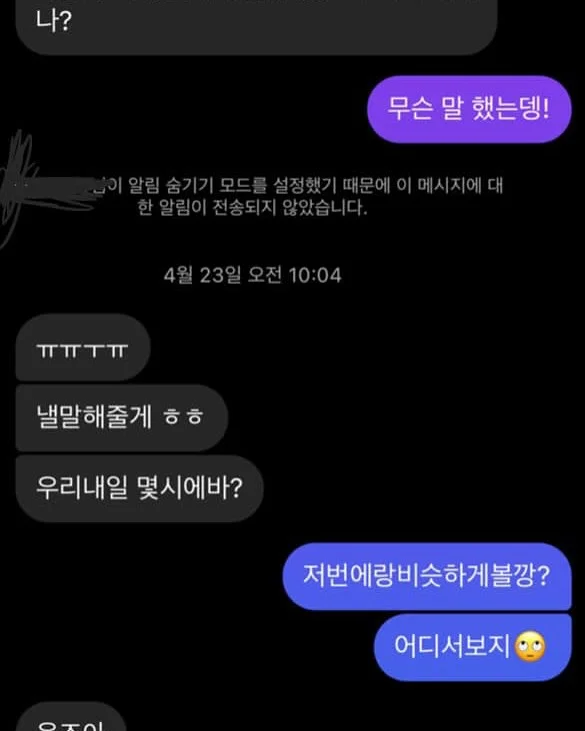 나?
무슨 말 했는뎅!
이 알림 숨기기 모드를 설정했기 때문에 이 메시지에 대
한 알림이 전송되지 않았습니다.
4월 23일 오전 10:04
ㅠㅠㅜㅠ
낼말해줄게 ㅎㅎ
우리내일 몇시에바?
저번에랑비슷하게볼깡?
어디서보지🙄